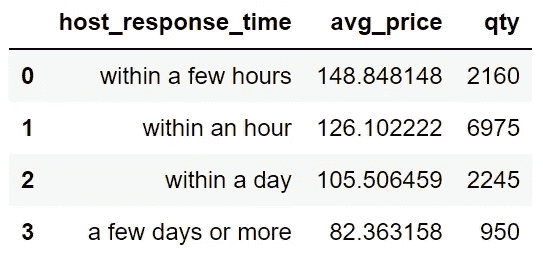 host_response_time avg_price qty
0 within a few hours 148.848148 2160
1 within an hour 126.102222 6975
2 within a day 105.506459 2245
3 a few days or more 82.363158 950